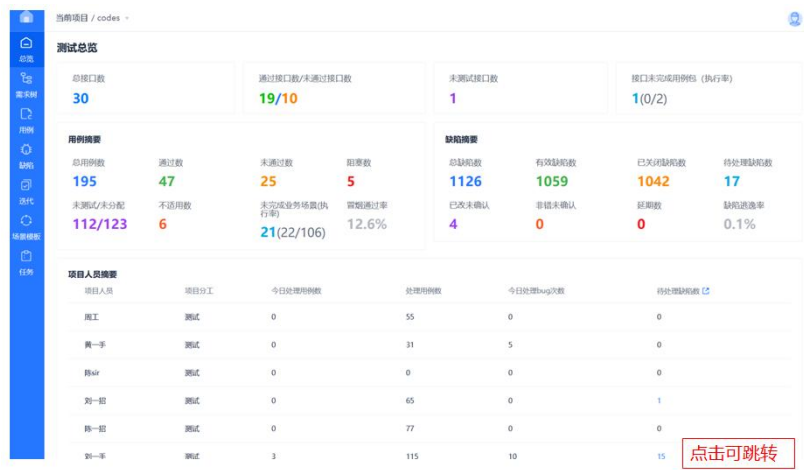 当前项目 / codes
总览
需求树
用例
缺陷
迭代
场景模板
任务
测试总览
总接口数
30
通过接口数/未通过接口数
19/10
未测试接口数
1
接口未完成用例包 (执行率)
1(0/2)
用例摘要
总用例数 通过数 未通过数 阻塞数
195 47 25 5
未测试/未分配 不适用数 未完成业务场景(执行率) 冒烟通过率
112/123 6 21(22/106) 12.6%
缺陷摘要
总缺陷数 有效缺陷数 已关闭缺陷数 待处理缺陷数
1126 1059 1042 17
已改未确认 非错未确认 延期数 缺陷逃逸率
4 0 0 0.1%
项目人员摘要
项目人员 项目分工 今日处理用例数 处理用例数 今日处理bug次数 待处理缺陷数
周工 测试 0 55 0 0
黄一手 测试 0 31 5 0
陈sir 测试 0 0 0 0
刘一招 测试 0 65 0 1
陈一招 测试 0 77 0 0
刘一手 测试 3 115 10 15
点击可跳转